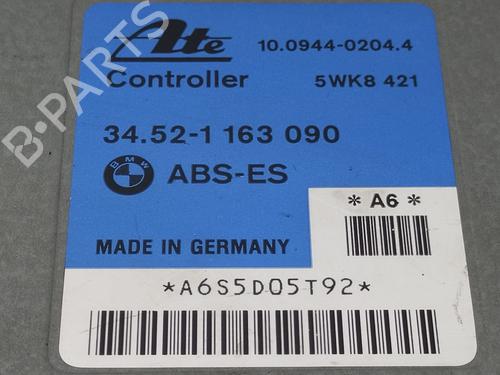 Ate 10.0944-0204.4
Controller 5WK8 421
34.52-1 163 090
BMW ABS-ES
* A6 *
MADE IN GERMANY
*A6S5D05T92*
B-PARTS